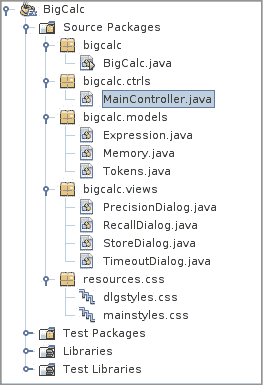 BigCalc
Source Packages
bigcalc
BigCalc.java
bigcalc.ctrls
MainController.java
bigcalc.models
Expression.java
Memory.java
Tokens.java
bigcalc.views
PrecisionDialog.java
RecallDialog.java
StoreDialog.java
TimeoutDialog.java
resources.css
dlgstyles.css
mainstyles.css
Test Packages
Libraries
Test Libraries